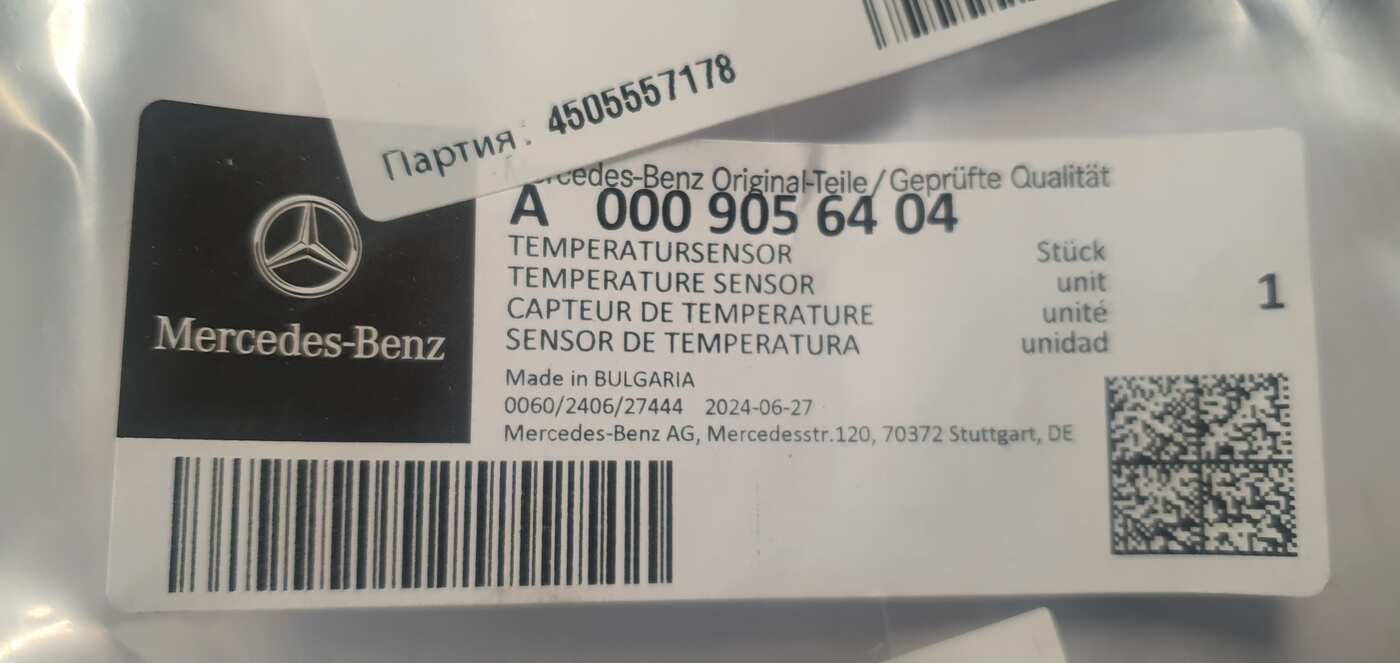 Партия: 4505557178
Mercedes-Benz
Original-Teile/Geprüfte Qualität
A 000 905 64 04
TEMPERATURSENSOR Stück
TEMPERATURE SENSOR unit
CAPTEUR DE TEMPERATURE unité
SENSOR DE TEMPERATURA unidad
1
Made in BULGARIA
0060/2406/27444 2024-06-27
Mercedes-Benz AG, Mercedesstr.120, 70372 Stuttgart, DE